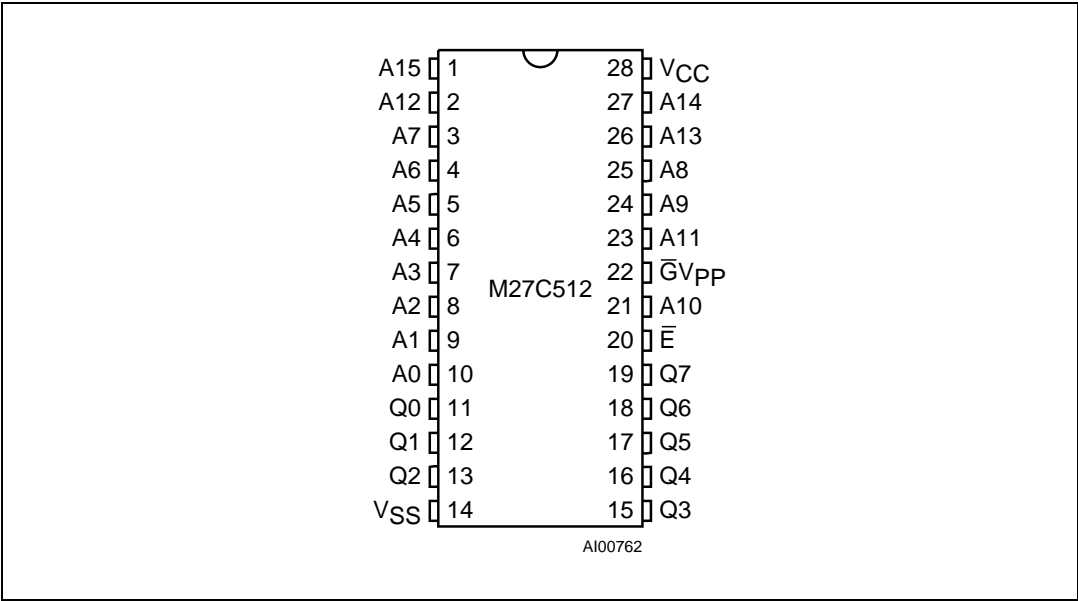 A15 1 28 VCC
A12 2 27 A14
A7 3 26 A13
A6 4 25 A8
A5 5 24 A9
A4 6 23 A11
A3 7 22 G̅VPP
M27C512
A2 8 21 A10
A1 9 20 E̅
A0 10 19 Q7
Q0 11 18 Q6
Q1 12 17 Q5
Q2 13 16 Q4
VSS 14 15 Q3
AI00762